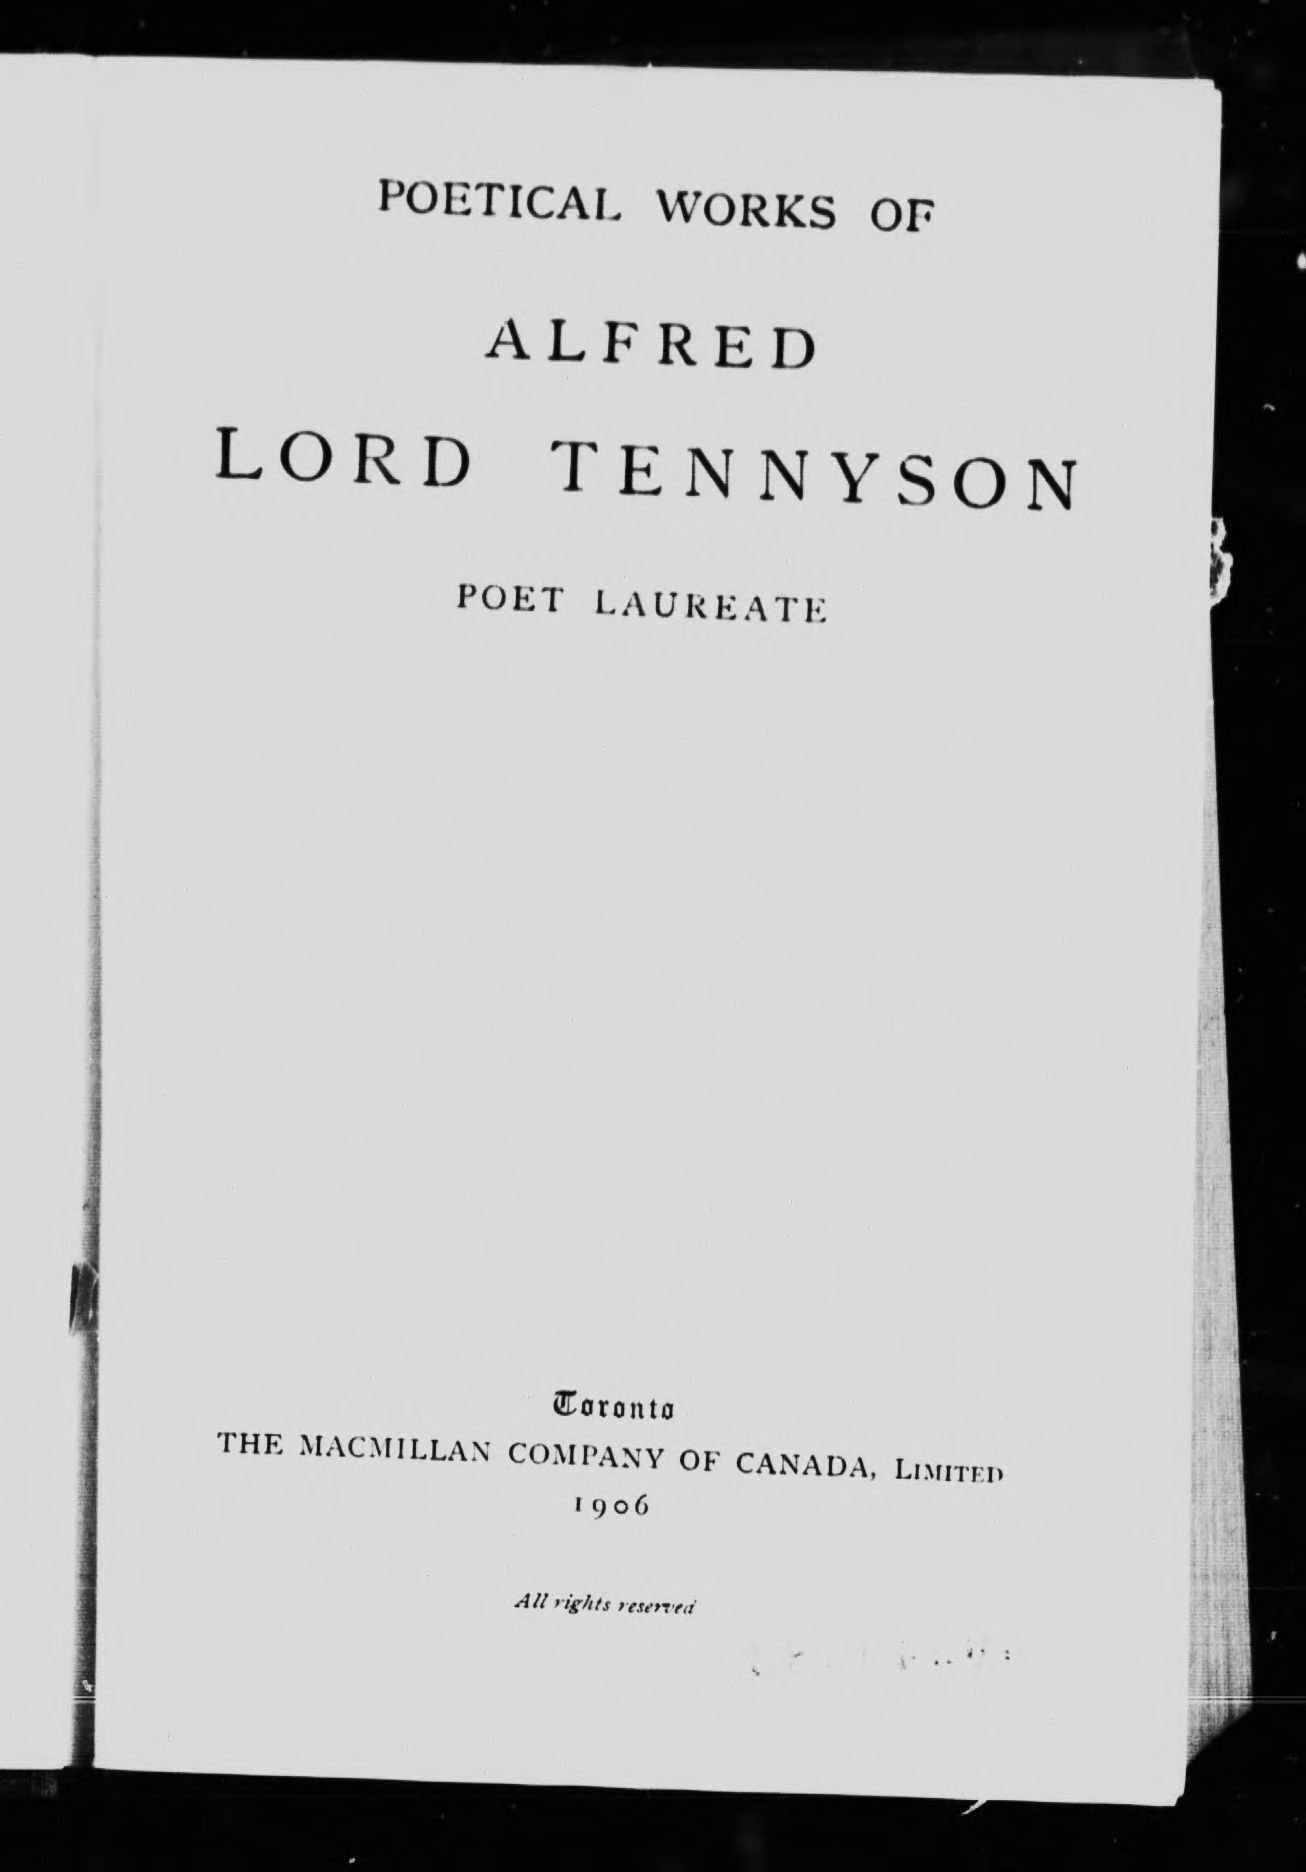 POETICAL WORKS OF
ALFRED
LORD TENNYSON
POET LAUREATE
Toronto
THE MACMILLAN COMPANY OF CANADA, LIMITED
1906
All rights reserved